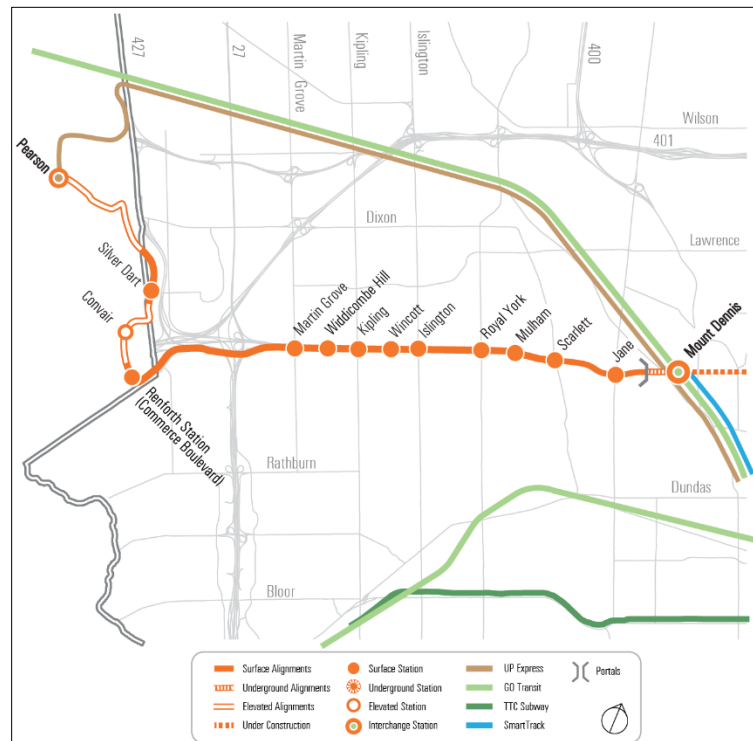 427
27
Martin Grove
Kipling
Islington
400
Wilson
401
Pearson
Dixon
Lawrence
Silver Dart
Convair
Martin Grove
Widdicombe Hill
Kipling
Wincott
Islington
Royal York
Mulham
Scarlett
Jane
Mount Dennis
Renforth Station
(Commerce Boulevard)
Rathburn
Dundas
Bloor
Surface Alignments
Surface Station
UP Express
Portals
Underground Alignments
Underground Station
GO Transit
Elevated Alignments
Elevated Station
TTC Subway
Under Construction
Interchange Station
SmartTrack